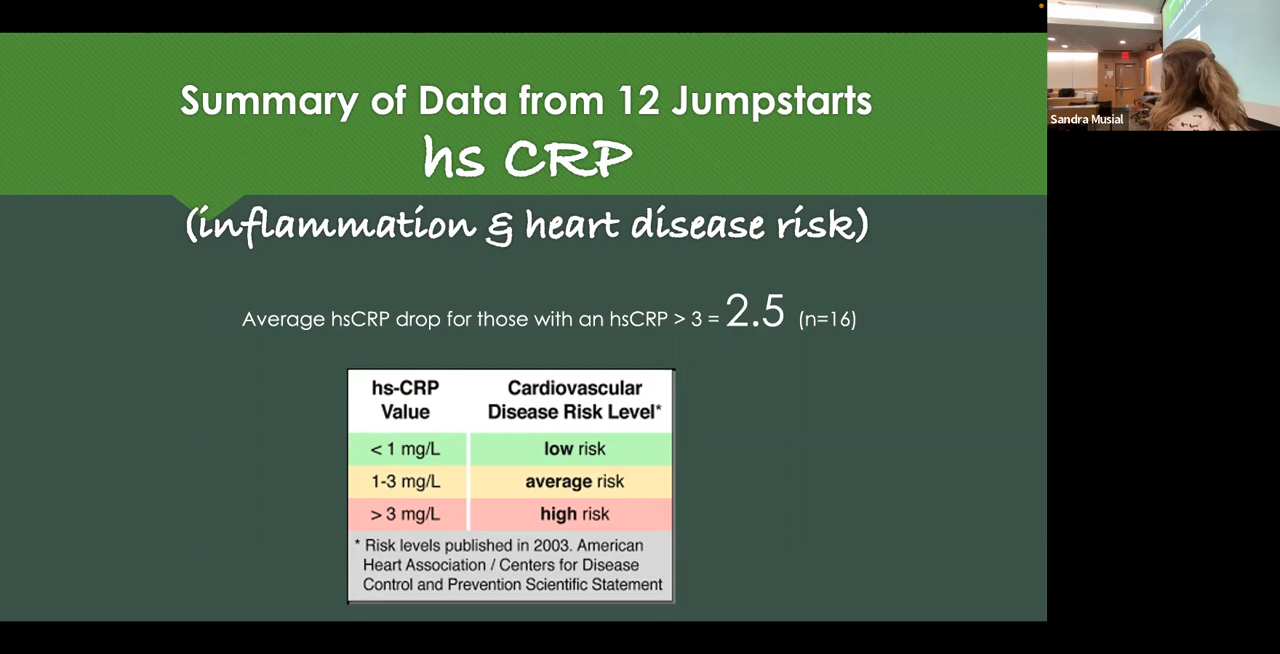 Summary of Data from 12 Jumpstarts
hs CRP
(inflammation & heart disease risk)
Average hsCRP drop for those with an hsCRP > 3 = 2.5 (n=16)
hs-CRP Value
Cardiovascular Disease Risk Level*
< 1 mg/L low risk
1-3 mg/L average risk
> 3 mg/L high risk
* Risk levels published in 2003. American
Heart Association / Centers for Disease
Control and Prevention Scientific Statement
Sandra Musial